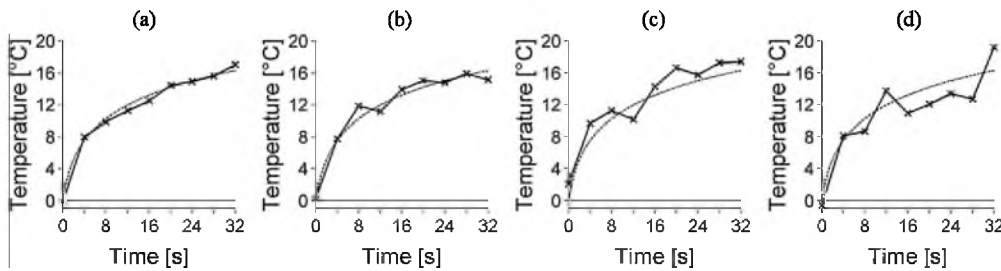 (a) (b) (c) (d)
Temperature [°C] Temperature [°C] Temperature [°C] Temperature [°C]
20 20 20 20
16 16 16 16
12 12 12 12
8 8 8 8
4 4 4 4
0 0 0 0
0 8 16 24 32 0 8 16 24 32 0 8 16 24 32 0 8 16 24 32
Time [s] Time [s] Time [s] Time [s]